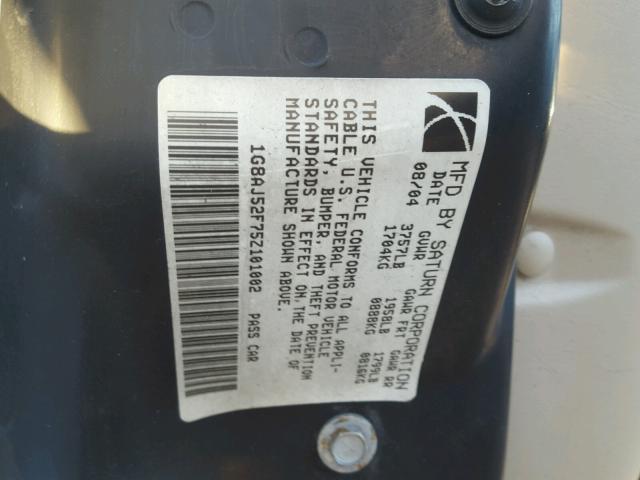 MFD BY SATURN CORPORATION
DATE GVWR GAWR FRT GAWR RR
08/04 3757LB 1958LB 1799LB
1704KG 0888KG 0816KG
THIS VEHICLE CONFORMS TO ALL APPLI-
CABLE U.S. FEDERAL MOTOR VEHICLE
SAFETY, BUMPER, AND THEFT PREVENTION
STANDARDS IN EFFECT ON THE DATE OF
MANUFACTURE SHOWN ABOVE.
1G8AJ52F75Z101002 PASS CAR